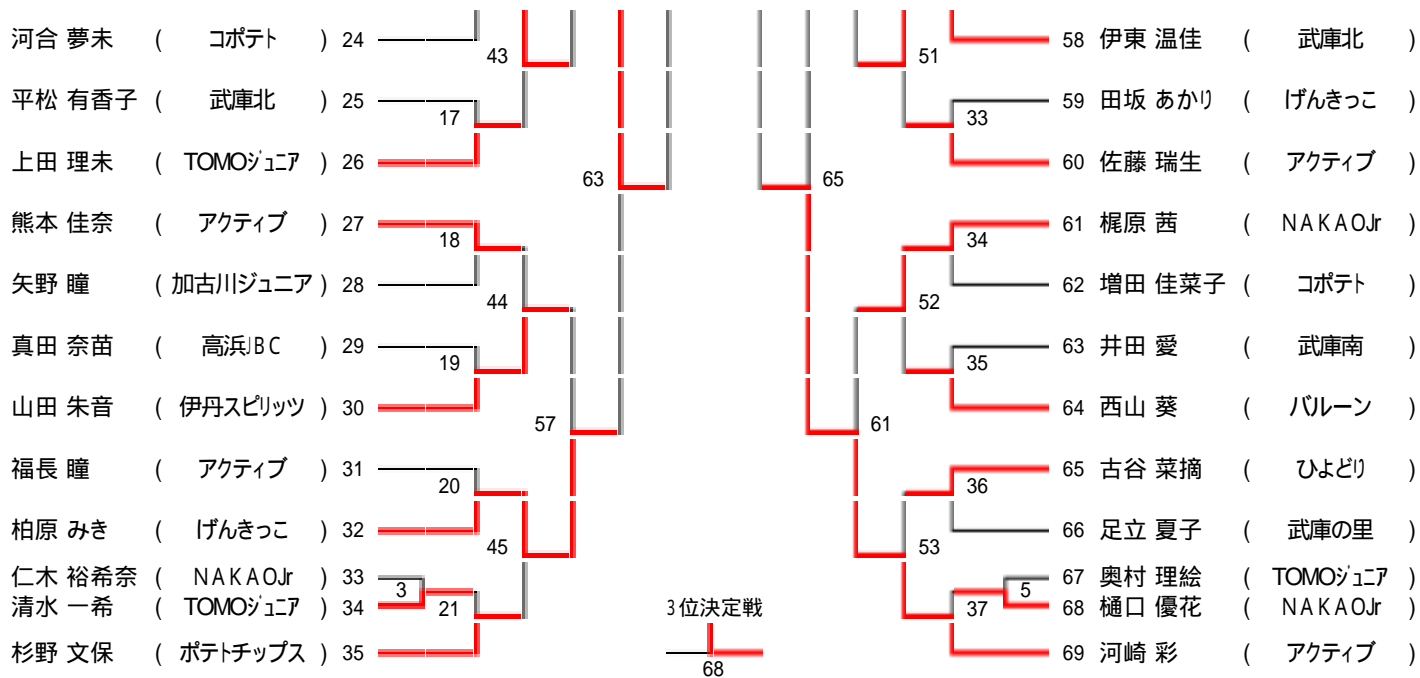 河合 夢未 ( コポテト ) 24
平松 有香子 ( 武庫北 ) 25
上田 理未 ( TOMOジュニア ) 26
熊本 佳奈 ( アクティブ ) 27
矢野 瞳 ( 加古川ジュニア ) 28
真田 奈苗 ( 高浜JBC ) 29
山田 朱音 ( 伊丹スピリッツ ) 30
福長 瞳 ( アクティブ ) 31
柏原 みき ( げんきっこ ) 32
仁木 裕希奈 ( NAKAOJr ) 33
清水 一希 ( TOMOジュニア ) 34
杉野 文保 ( ポテトチップス ) 35
43
17
63
18
44
19
57
20
45
3
21
3位決定戦
68
51
33
65
34
52
35
61
36
53
5
37
58 伊東 温佳 ( 武庫北 )
59 田坂 あかり ( げんきっこ )
60 佐藤 瑞生 ( アクティブ )
61 梶原 茜 ( NAKAOJr )
62 増田 佳菜子 ( コポテト )
63 井田 愛 ( 武庫南 )
64 西山 葵 ( バルーン )
65 古谷 菜摘 ( ひよどり )
66 足立 夏子 ( 武庫の里 )
67 奥村 理絵 ( TOMOジュニア )
68 樋口 優花 ( NAKAOJr )
69 河崎 彩 ( アクティブ )